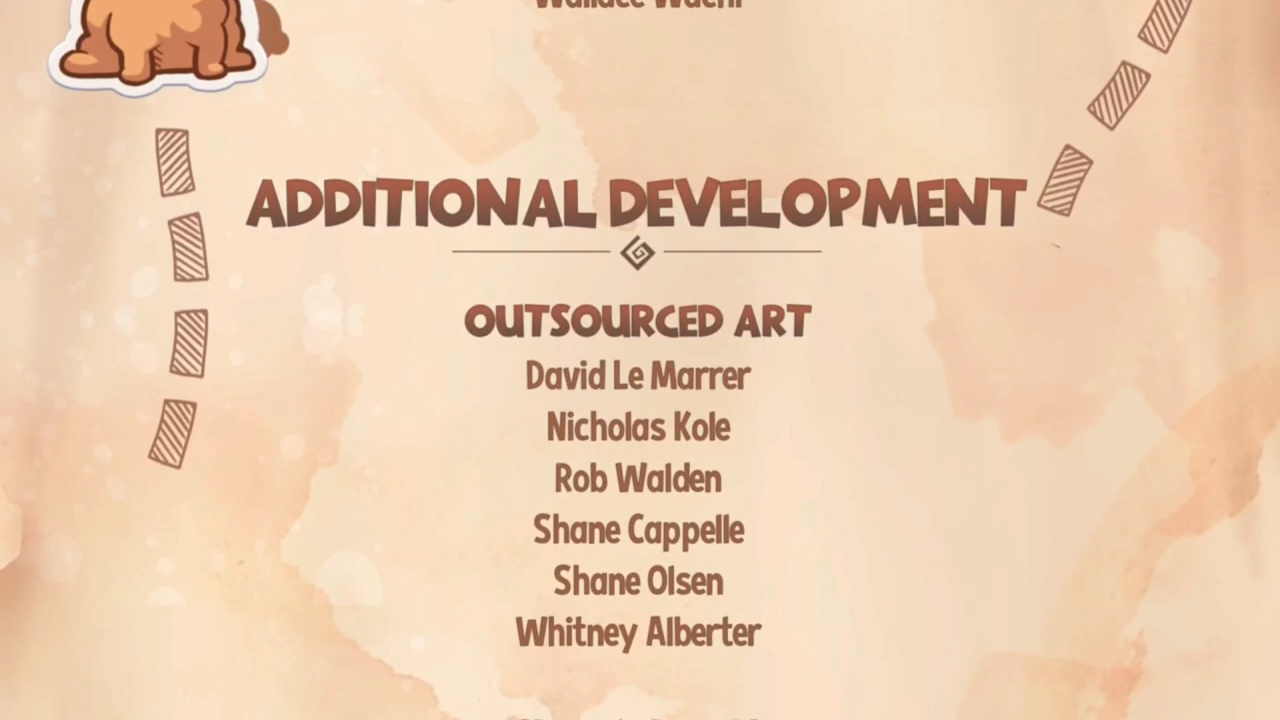 ADDITIONAL DEVELOPMENT
OUTSOURCED ART
David Le Marrer
Nicholas Kole
Rob Walden
Shane Cappelle
Shane Olsen
Whitney Alberter